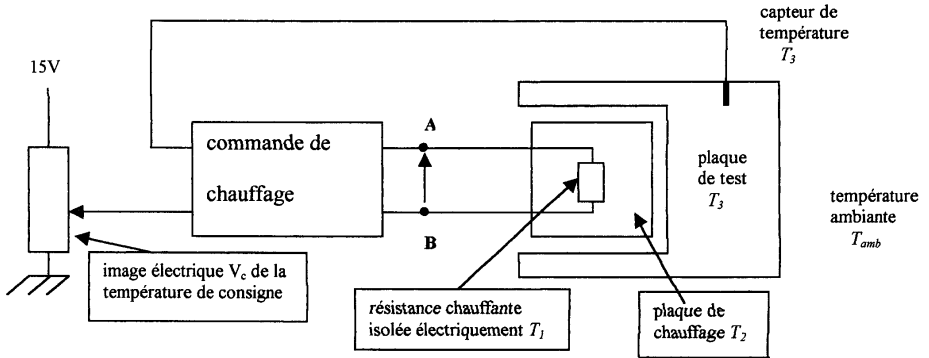 capteur de
température
T3
15V
A
commande de
chauffage
plaque
de test
T3
température
ambiante
Tamb
B
image électrique Vc de la
température de consigne
résistance chauffante
isolée électriquement T1
plaque de
chauffage T2